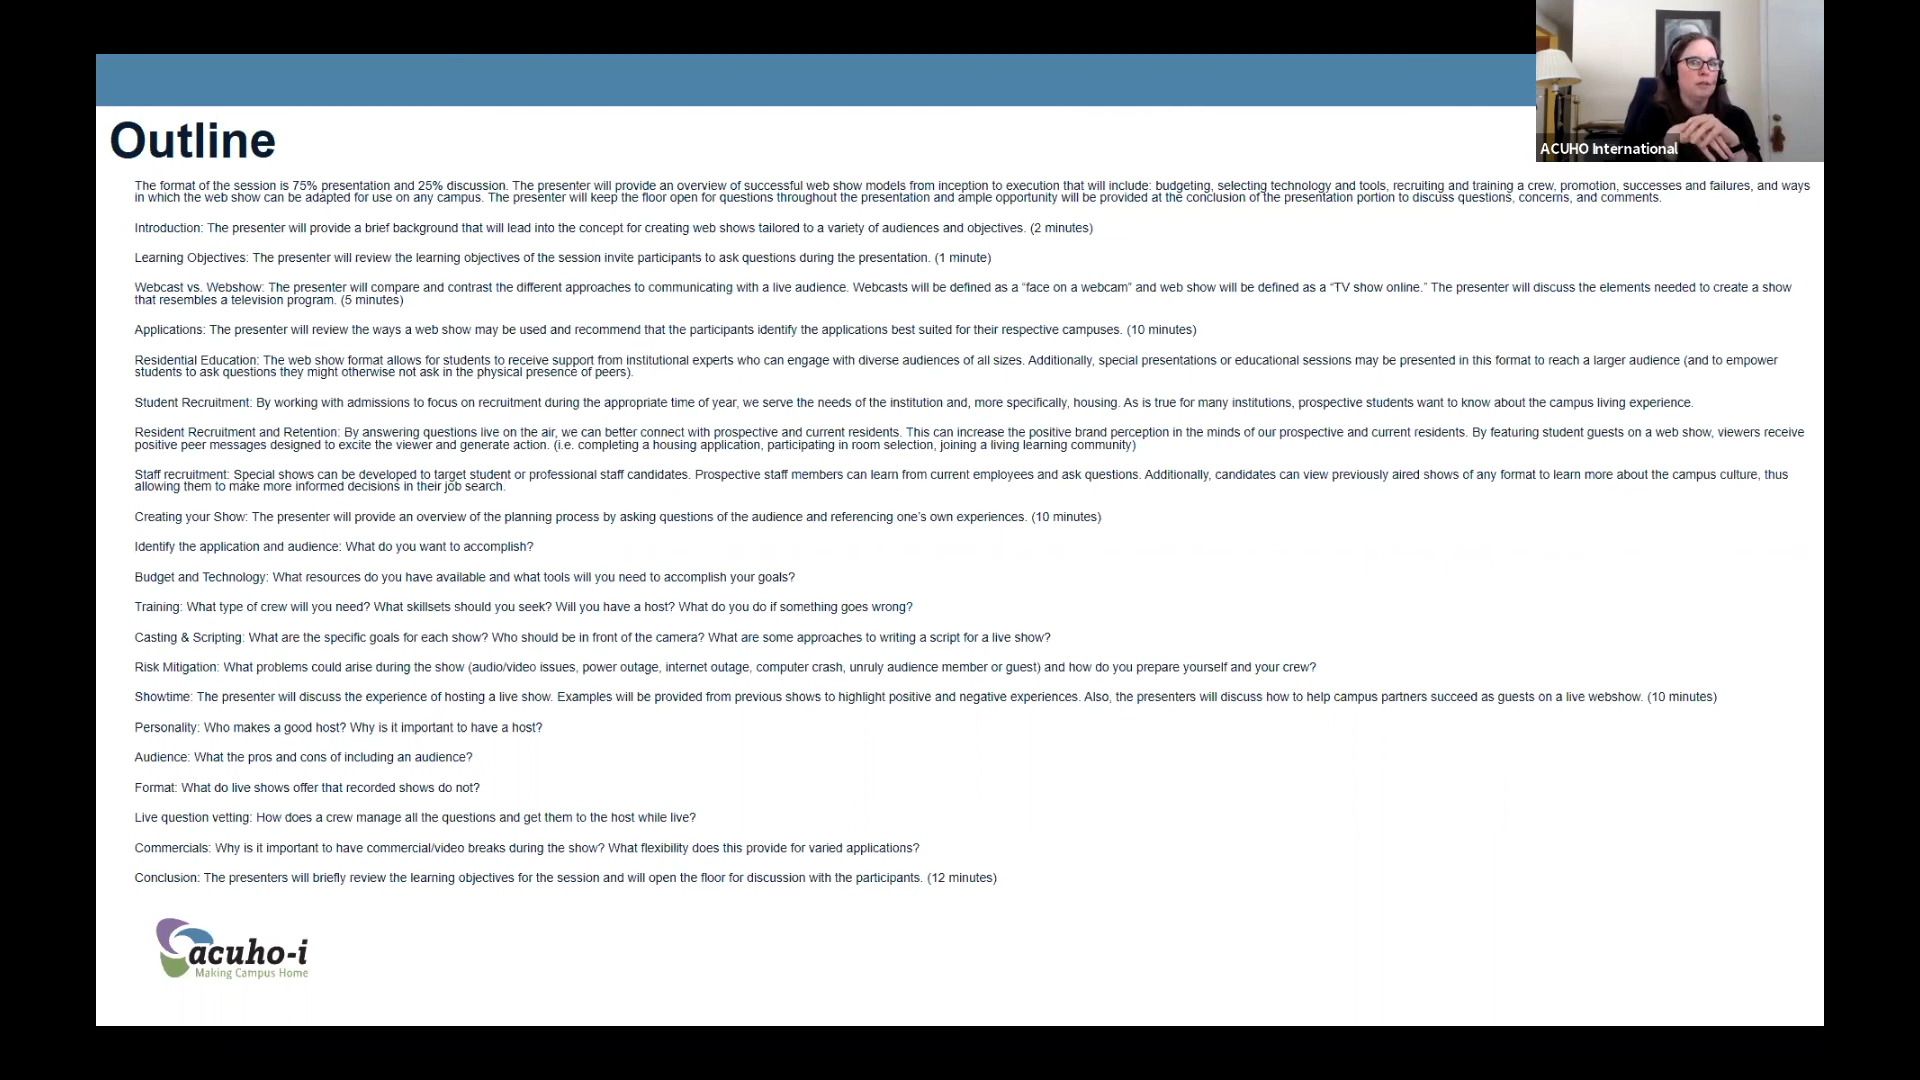 ACUHO International
Outline
The format of the session is 75% presentation and 25% discussion. The presenter will provide an overview of successful web show models from inception to execution that will include: budgeting, selecting technology and tools, recruiting and training a crew, promotion, successes and failures, and ways
in which the web show can be adapted for use on any campus. The presenter will keep the floor open for questions throughout the presentation and ample opportunity will be provided at the conclusion of the presentation portion to discuss questions, concerns, and comments.
Introduction: The presenter will provide a brief background that will lead into the concept for creating web shows tailored to a variety of audiences and objectives. (2 minutes)
Learning Objectives: The presenter will review the learning objectives of the session invite participants to ask questions during the presentation. (1 minute)
Webcast vs. Webshow: The presenter will compare and contrast the different approaches to communicating with a live audience. Webcasts will be defined as a “face on a webcam” and web show will be defined as a “TV show online.” The presenter will discuss the elements needed to create a show
that resembles a television program. (5 minutes)
Applications: The presenter will review the ways a web show may be used and recommend that the participants identify the applications best suited for their respective campuses. (10 minutes)
Residential Education: The web show format allows for students to receive support from institutional experts who can engage with diverse audiences of all sizes. Additionally, special presentations or educational sessions may be presented in this format to reach a larger audience (and to empower
students to ask questions they might otherwise not ask in the physical presence of peers).
Student Recruitment: By working with admissions to focus on recruitment during the appropriate time of year, we serve the needs of the institution and, more specifically, housing. As is true for many institutions, prospective students want to know about the campus living experience.
Resident Recruitment and Retention: By answering questions live on the air, we can better connect with prospective and current residents. This can increase the positive brand perception in the minds of our prospective and current residents. By featuring student guests on a web show, viewers receive
positive peer messages designed to excite the viewer and generate action. (i.e. completing a housing application, participating in room selection, joining a living learning community)
Staff recruitment: Special shows can be developed to target student or professional staff candidates. Prospective staff members can learn from current employees and ask questions. Additionally, candidates can view previously aired shows of any format to learn more about the campus culture, thus
allowing them to make more informed decisions in their job search.
Creating your Show: The presenter will provide an overview of the planning process by asking questions of the audience and referencing one’s own experiences. (10 minutes)
Identify the application and audience: What do you want to accomplish?
Budget and Technology: What resources do you have available and what tools will you need to accomplish your goals?
Training: What type of crew will you need? What skillsets should you seek? Will you have a host? What do you do if something goes wrong?
Casting & Scripting: What are the specific goals for each show? Who should be in front of the camera? What are some approaches to writing a script for a live show?
Risk Mitigation: What problems could arise during the show (audio/video issues, power outage, internet outage, computer crash, unruly audience member or guest) and how do you prepare yourself and your crew?
Showtime: The presenter will discuss the experience of hosting a live show. Examples will be provided from previous shows to highlight positive and negative experiences. Also, the presenters will discuss how to help campus partners succeed as guests on a live webshow. (10 minutes)
Personality: Who makes a good host? Why is it important to have a host?
Audience: What the pros and cons of including an audience?
Format: What do live shows offer that recorded shows do not?
Live question vetting: How does a crew manage all the questions and get them to the host while live?
Commercials: Why is it important to have commercial/video breaks during the show? What flexibility does this provide for varied applications?
Conclusion: The presenters will briefly review the learning objectives for the session and will open the floor for discussion with the participants. (12 minutes)
acuho-i
Making Campus Home